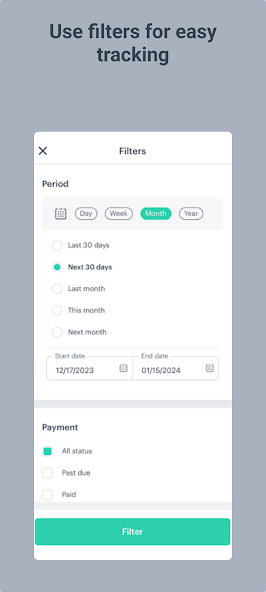 Use filters for easy
tracking
Filters
Period
Day Week Month Year
Last 30 days
Next 30 days
Last month
This month
Next month
Start date End date
12/17/2023 01/15/2024
Payment
All status
Past due
Paid
Filter